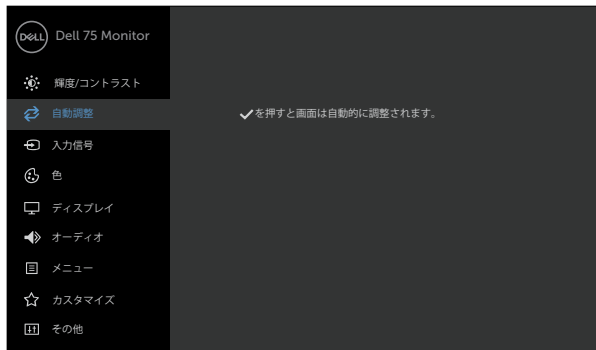 DELL Dell 75 Monitor
輝度/コントラスト
自動調整
✓を押すと画面は自動的に調整されます。
入力信号
色
ディスプレイ
オーディオ
メニュー
カスタマイズ
その他